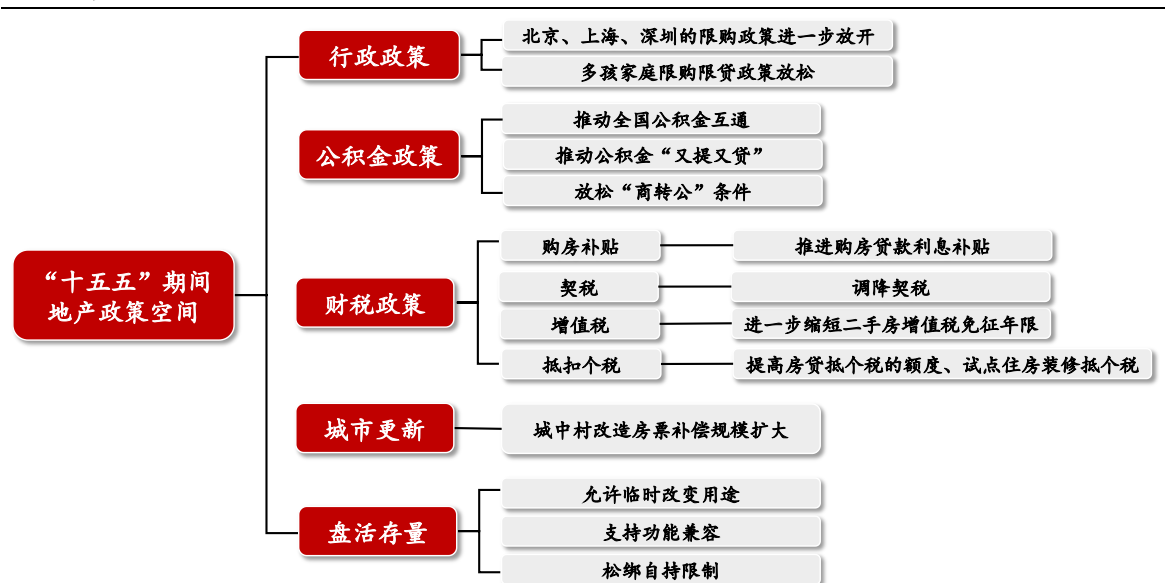 行政政策
北京、上海、深圳的限购政策进一步放开
多孩家庭限购限贷政策放松
公积金政策
推动全国公积金互通
推动公积金“又提又贷”
放松“商转公”条件
“十五五”期间
地产政策空间
财税政策
购房补贴
推进购房贷款利息补贴
契税
调降契税
增值税
进一步缩短二手房增值税免征年限
抵扣个税
提高房贷抵个税的额度、试点住房装修抵个税
城市更新
城中村改造房票补偿规模扩大
盘活存量
允许临时改变用途
支持功能兼容
松绑自持限制